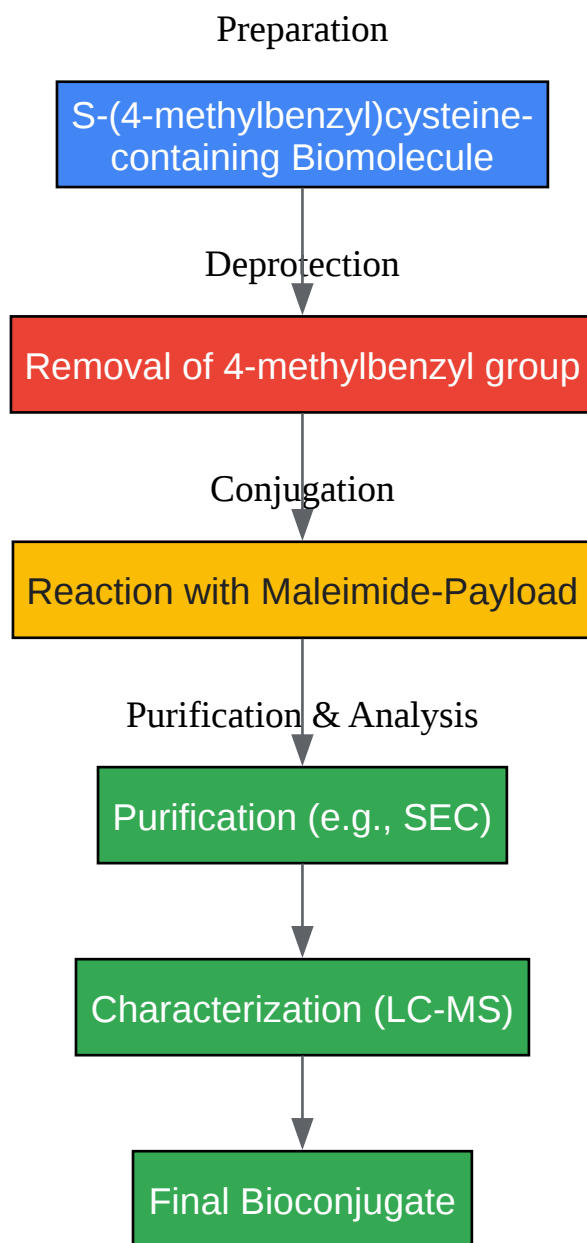 Preparation
S-(4-methylbenzyl)cysteine-
containing Biomolecule
Deprotection
Removal of 4-methylbenzyl group
Conjugation
Reaction with Maleimide-Payload
Purification & Analysis
Purification (e.g., SEC)
Characterization (LC-MS)
Final Bioconjugate